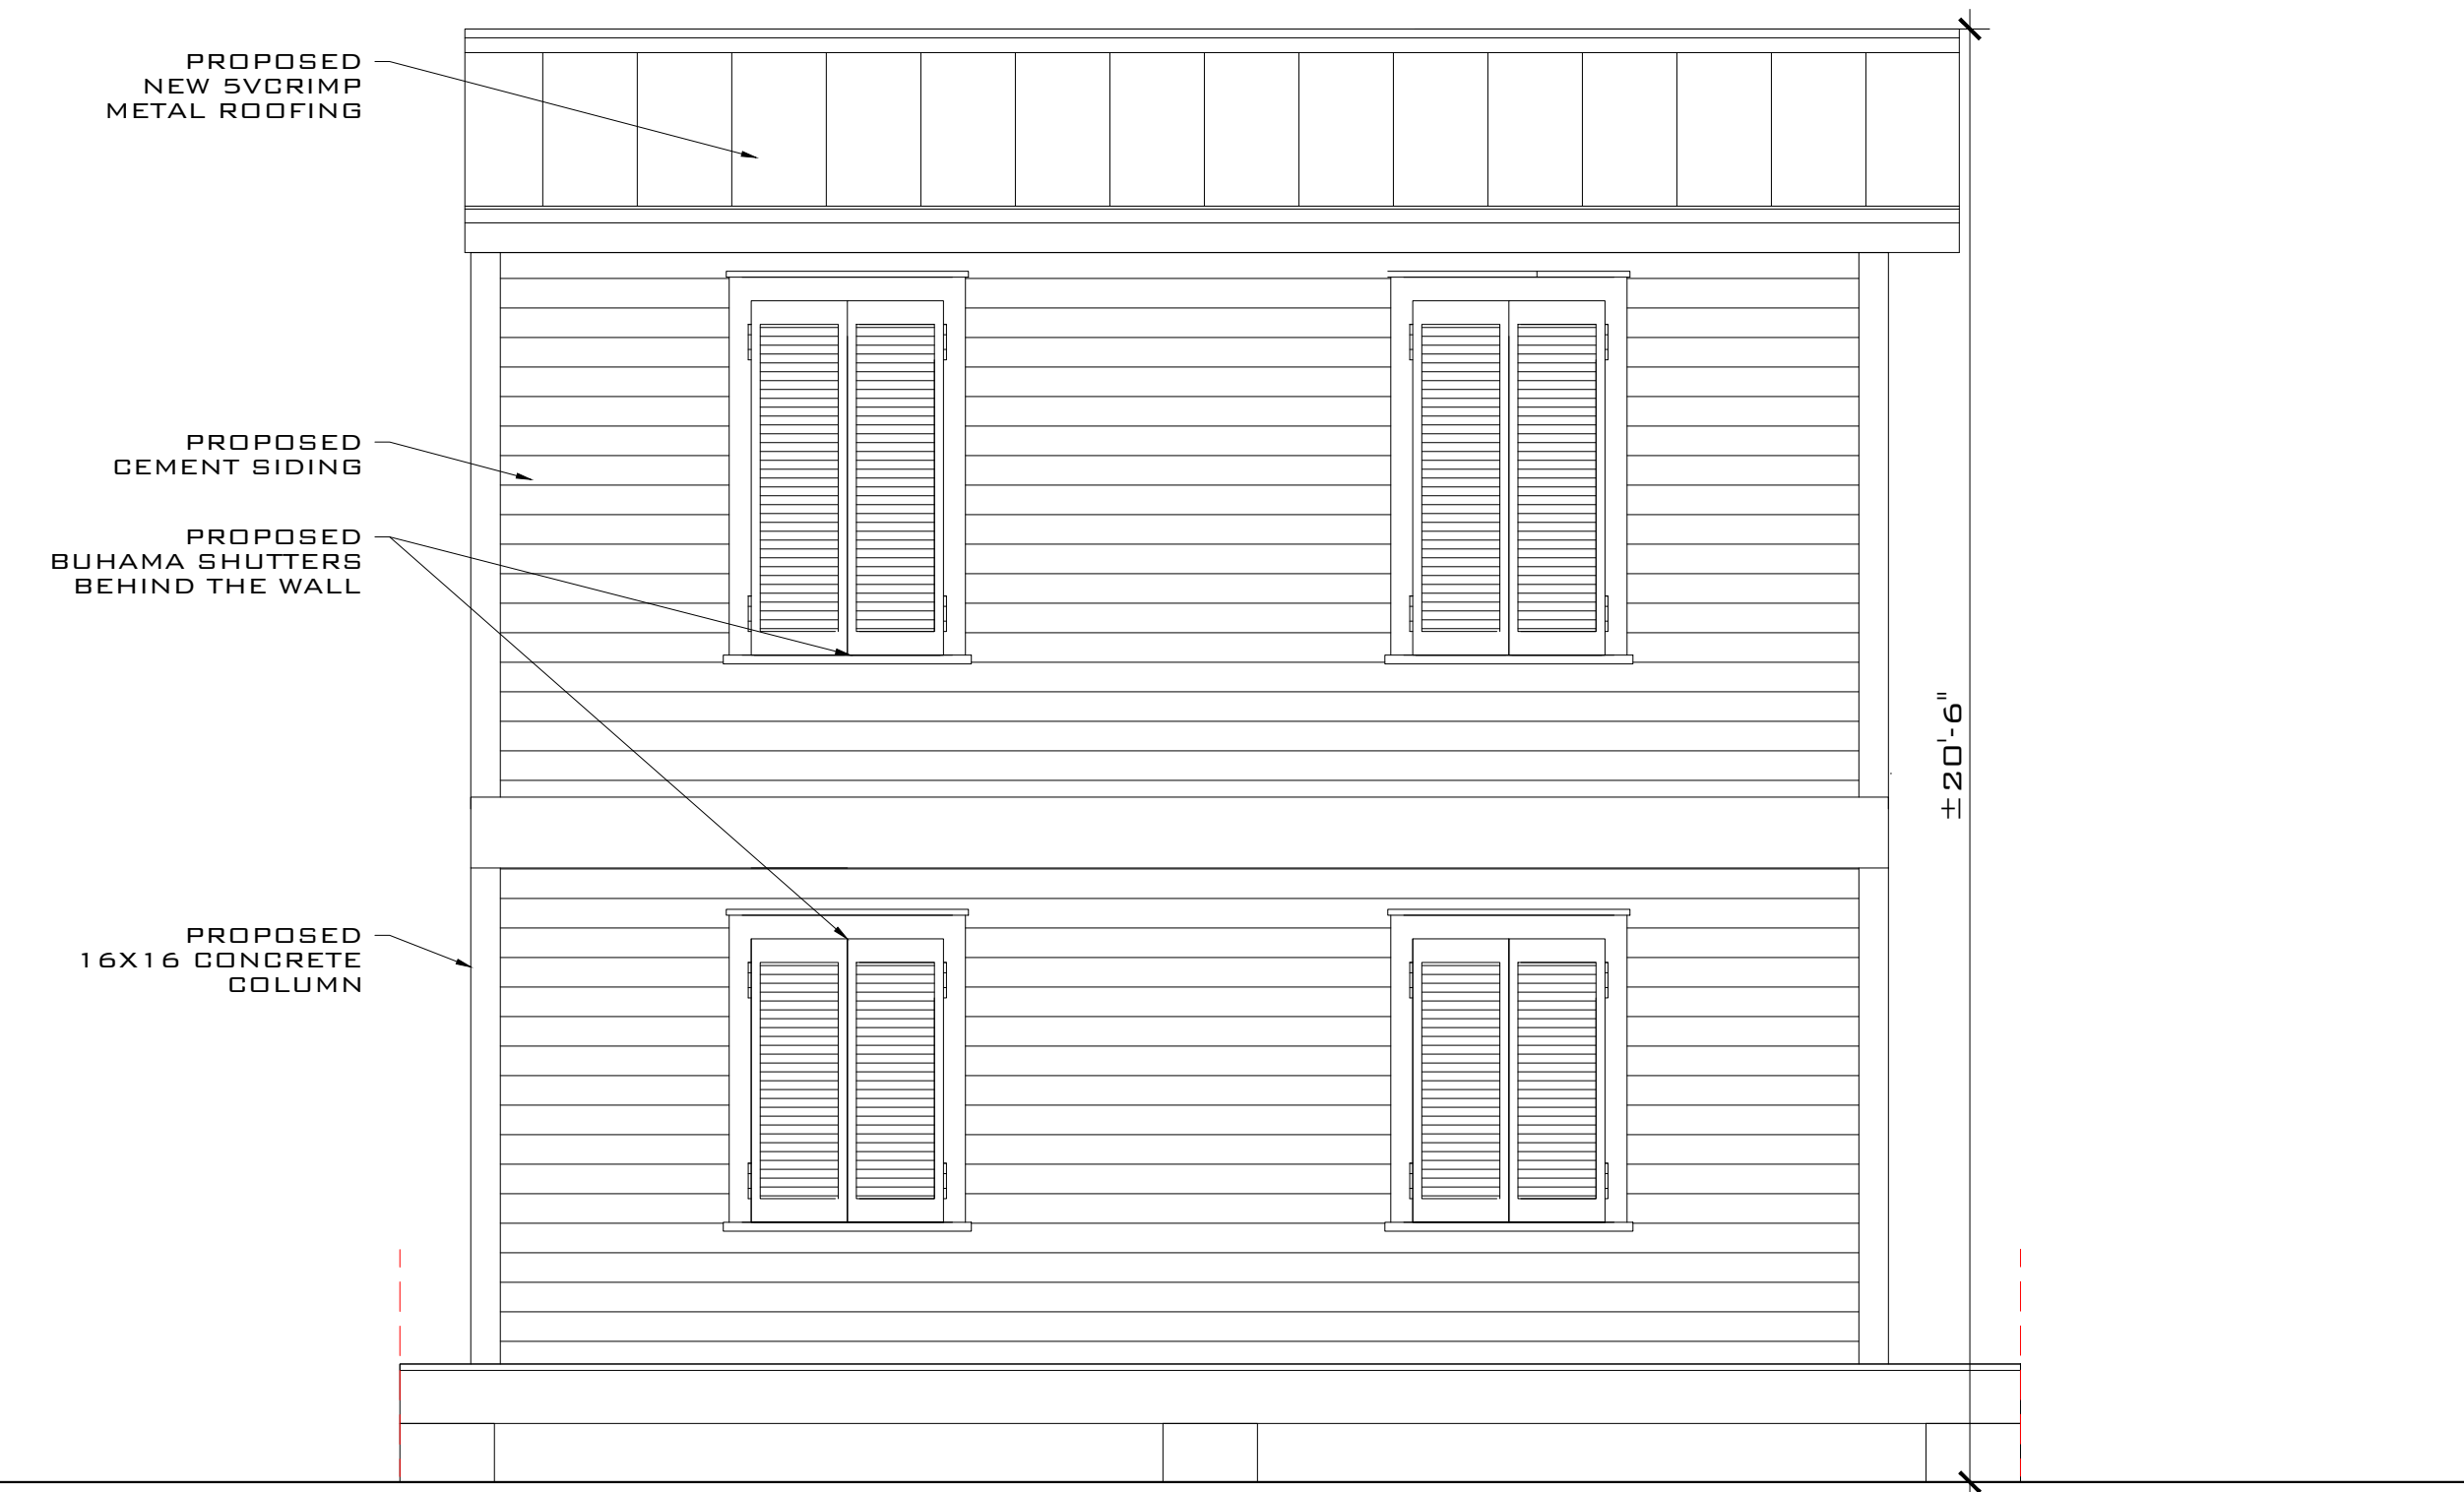 PROPOSED
NEW 5VCRIMP
METAL ROOFING
PROPOSED
CEMENT SIDING
PROPOSED
BUHAMA SHUTTERS
BEHIND THE WALL
±20'-6"
PROPOSED
16X16 CONCRETE
COLUMN